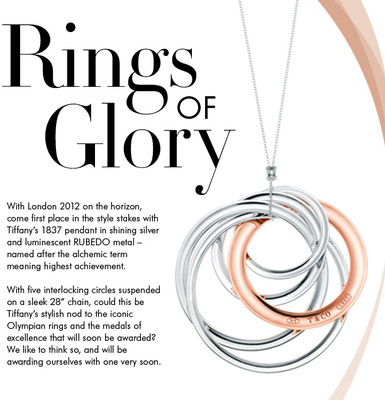 Rings
OF
Glory
With London 2012 on the horizon,
come first place in the style stakes with
Tiffany's 1837 pendant in shining silver
and luminescent RUBEDO metal –
named after the alchemic term
meaning highest achievement.
With five interlocking circles suspended
on a sleek 28" chain, could this be
Tiffany's stylish nod to the iconic
Olympian rings and the medals of
excellence that will soon be awarded?
We like to think so, and will be
awarding ourselves with one very soon.
T&CO